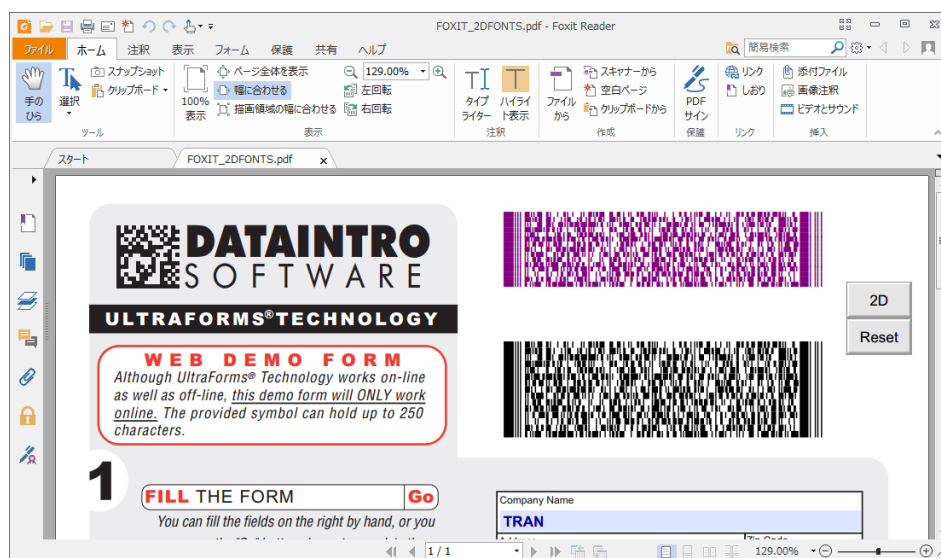 FOXIT_2DFONTS.pdf - Foxit Reader
ファイル ホーム 注釈 表示 フォーム 保護 共有 ヘルプ 簡易検索
手のひら
選択
スナップショット
クリップボード
ツール
100% 表示
ページ全体を表示
幅に合わせる
描画領域の幅に合わせる
129.00%
左回転
右回転
表示
タイプライター
ハイライト表示
注釈
ファイルから
スキャナーから
空白ページ
クリップボードから
作成
PDF サイン
保護
リンク
しおり
リンク
添付ファイル
画像注釈
ビデオとサウンド
挿入
スタート FOXIT_2DFONTS.pdf x
DATAINTRO
SOFTWARE
ULTRAFORMS®TECHNOLOGY
WEB DEMO FORM
Although UltraForms® Technology works on-line
as well as off-line, this demo form will ONLY work
online. The provided symbol can hold up to 250
characters.
2D
Reset
1
FILL THE FORM Go
You can fill the fields on the right by hand, or you
Company Name
TRAN
1 / 1
129.00%